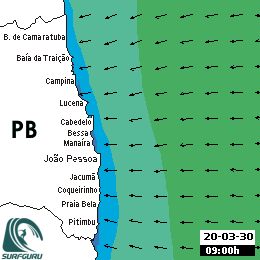 B. de Camaratuba
Baía da Traição
Campina
Lucena
Cabedelo
PB
Bessa
Manaíra
João Pessoa
Jacumã
Coqueirinho
Praia Bela
Pitimbu
20-03-30
09:00h
SURFGURU